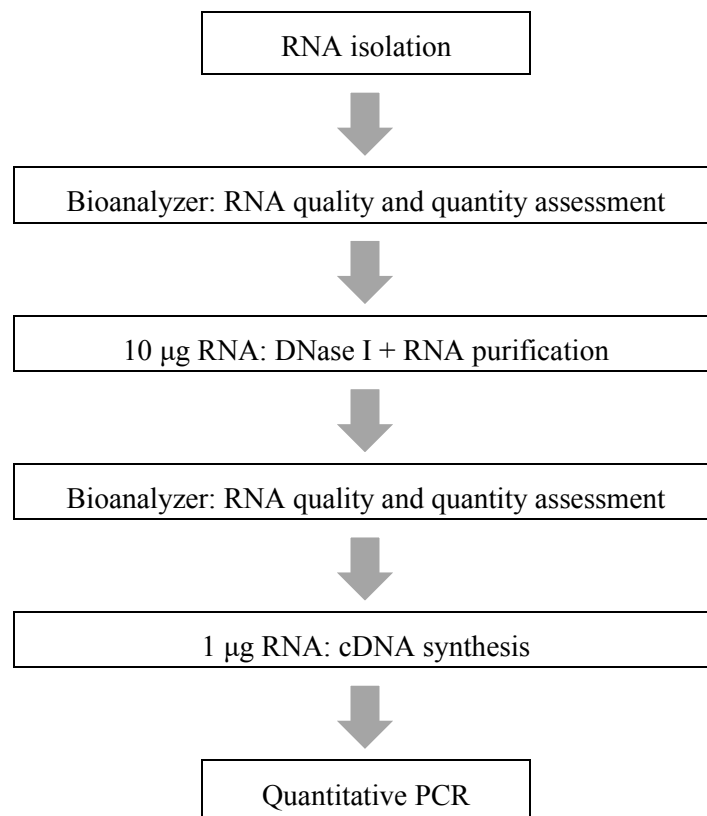 RNA isolation
Bioanalyzer: RNA quality and quantity assessment
10 μg RNA: DNase I + RNA purification
Bioanalyzer: RNA quality and quantity assessment
1 μg RNA: cDNA synthesis
Quantitative PCR